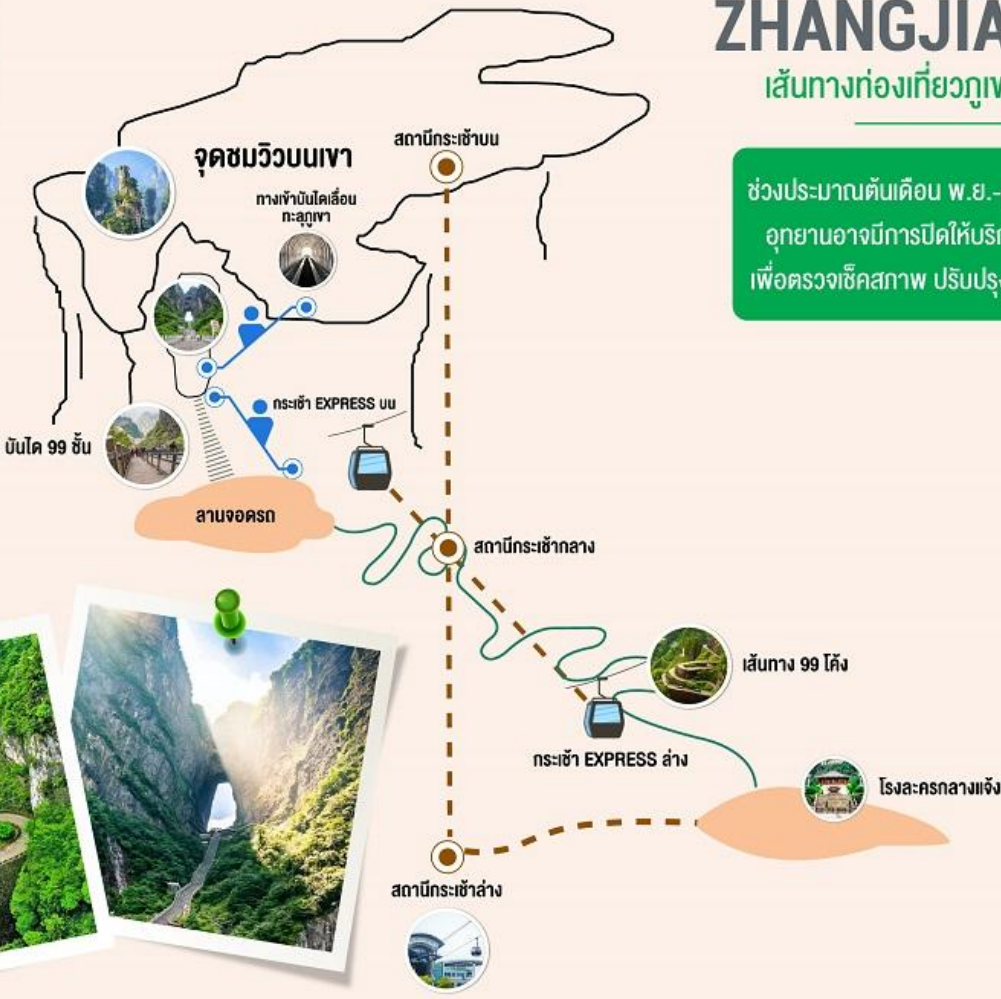 ZHANGJIA
เส้นทางท่องเที่ยวภูเข
ช่วงประมาณต้นเดือน พ.ย.-
อุทยานอาจมีการปิดให้บริก
เพื่อตรวจเช็คสภาพ ปรับปรุง
สถานีกระเช้าบน
จุดชมวิวบนเขา
ทางเข้าบันไดเลื่อน
ทะลุภูเขา
กระเช้า EXPRESS บน
บันได 99 ขั้น
ลานจอดรถ
สถานีกระเช้ากลาง
เส้นทาง 99 โค้ง
กระเช้า EXPRESS ล่าง
โรงละครกลางแจ้ง
สถานีกระเช้าล่าง